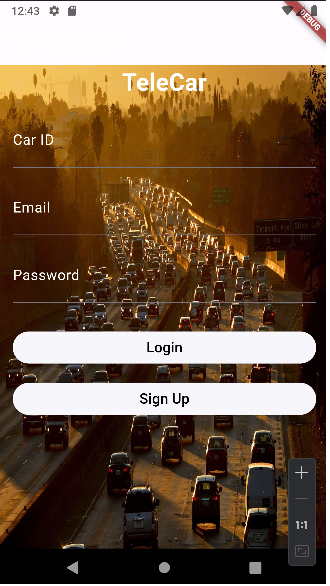 12:43
DEBUG
TeleCar
Car ID
Email
Password
Login
Sign Up
1:1